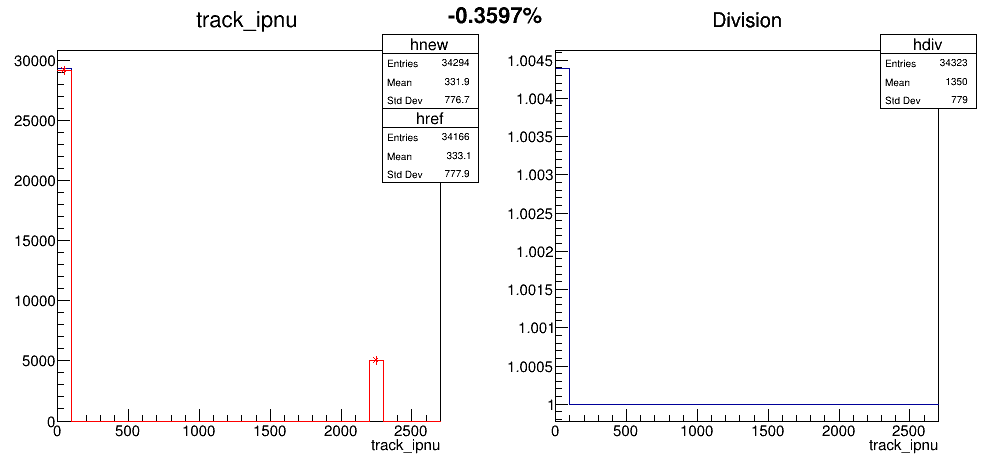 track_ipnu
-0.3597%
Division
hnew
Entries 34294
Mean 331.9
Std Dev 776.7
href
Entries 34166
Mean 333.1
Std Dev 777.9
30000
25000
20000
15000
10000
5000
0
0 500 1000 1500 2000 2500
track_ipnu
hdiv
Entries 34323
Mean 1350
Std Dev 779
1.0045
1.004
1.0035
1.003
1.0025
1.002
1.0015
1.001
1.0005
1
0 500 1000 1500 2000 2500
track_ipnu